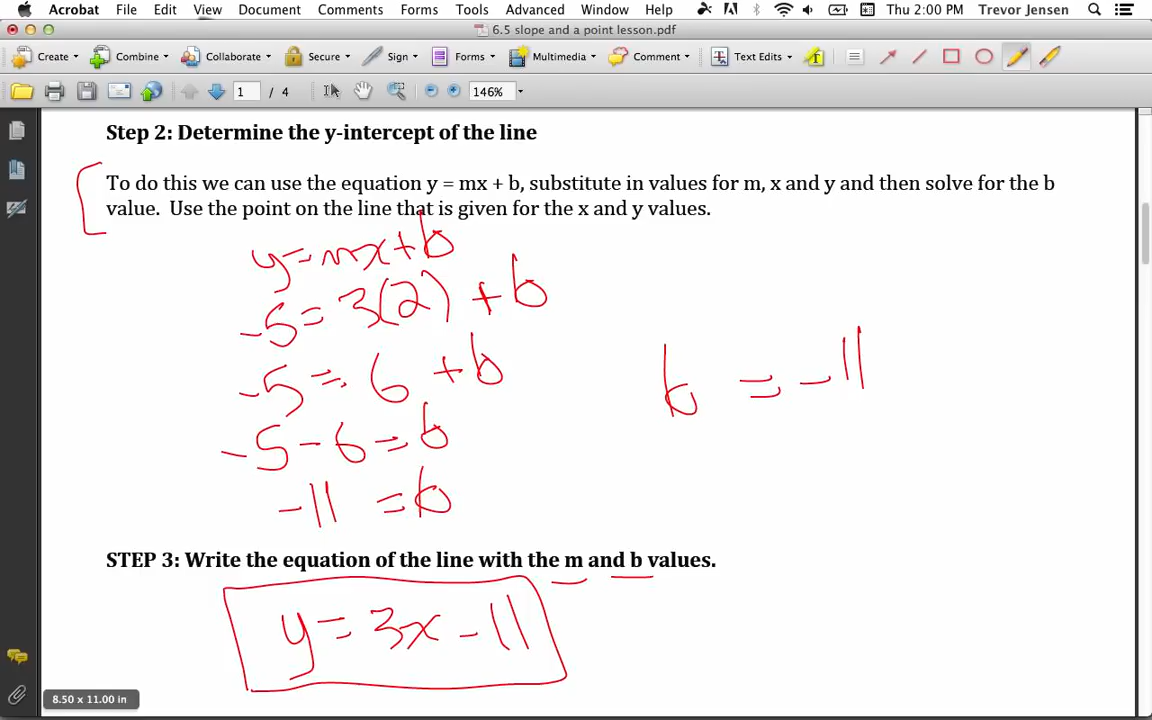 Acrobat File Edit View Document Comments Forms Tools Advanced Window Help Thu 2:00 PM Trevor Jensen
6.5 slope and a point lesson.pdf
Create Combine Collaborate Secure Sign Forms Multimedia Comment Text Edits T
1 / 4 146%
Step 2: Determine the y-intercept of the line
To do this we can use the equation y = mx + b, substitute in values for m, x and y and then solve for the b
value. Use the point on the line that is given for the x and y values.
y=mx+b
-5=3(2)+b
-5=6+b
b=-11
-5-6=b
-11=b
STEP 3: Write the equation of the line with the m and b values.
y=3x-11
8.50 x 11.00 in